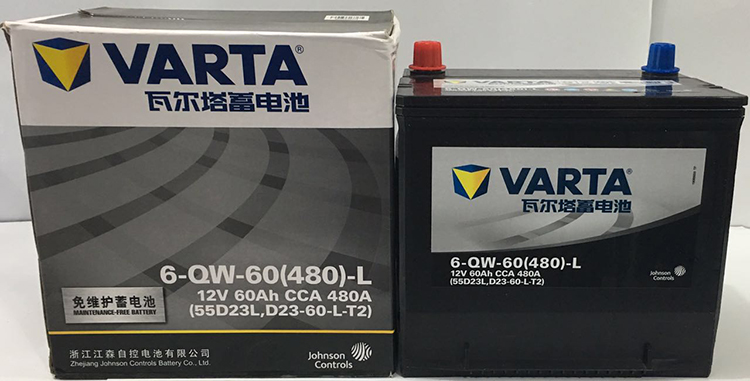 VARTA®
瓦尔塔蓄电池
6-QW-60(480)-L
12V 60Ah CCA 480A
(55D23L,D23-60-L-T2)
免维护蓄电池
MAINTENANCE-FREE BATTERY
浙江江森自控电池有限公司
Zhejiang Johnson Controls Battery Co., Ltd.
Johnson
Controls
VARTA®
瓦尔塔蓄电池
6-QW-60(480)-L
12V 60Ah CCA 480A
(55D23L,D23-60-L-T2)
Johnson
Controls